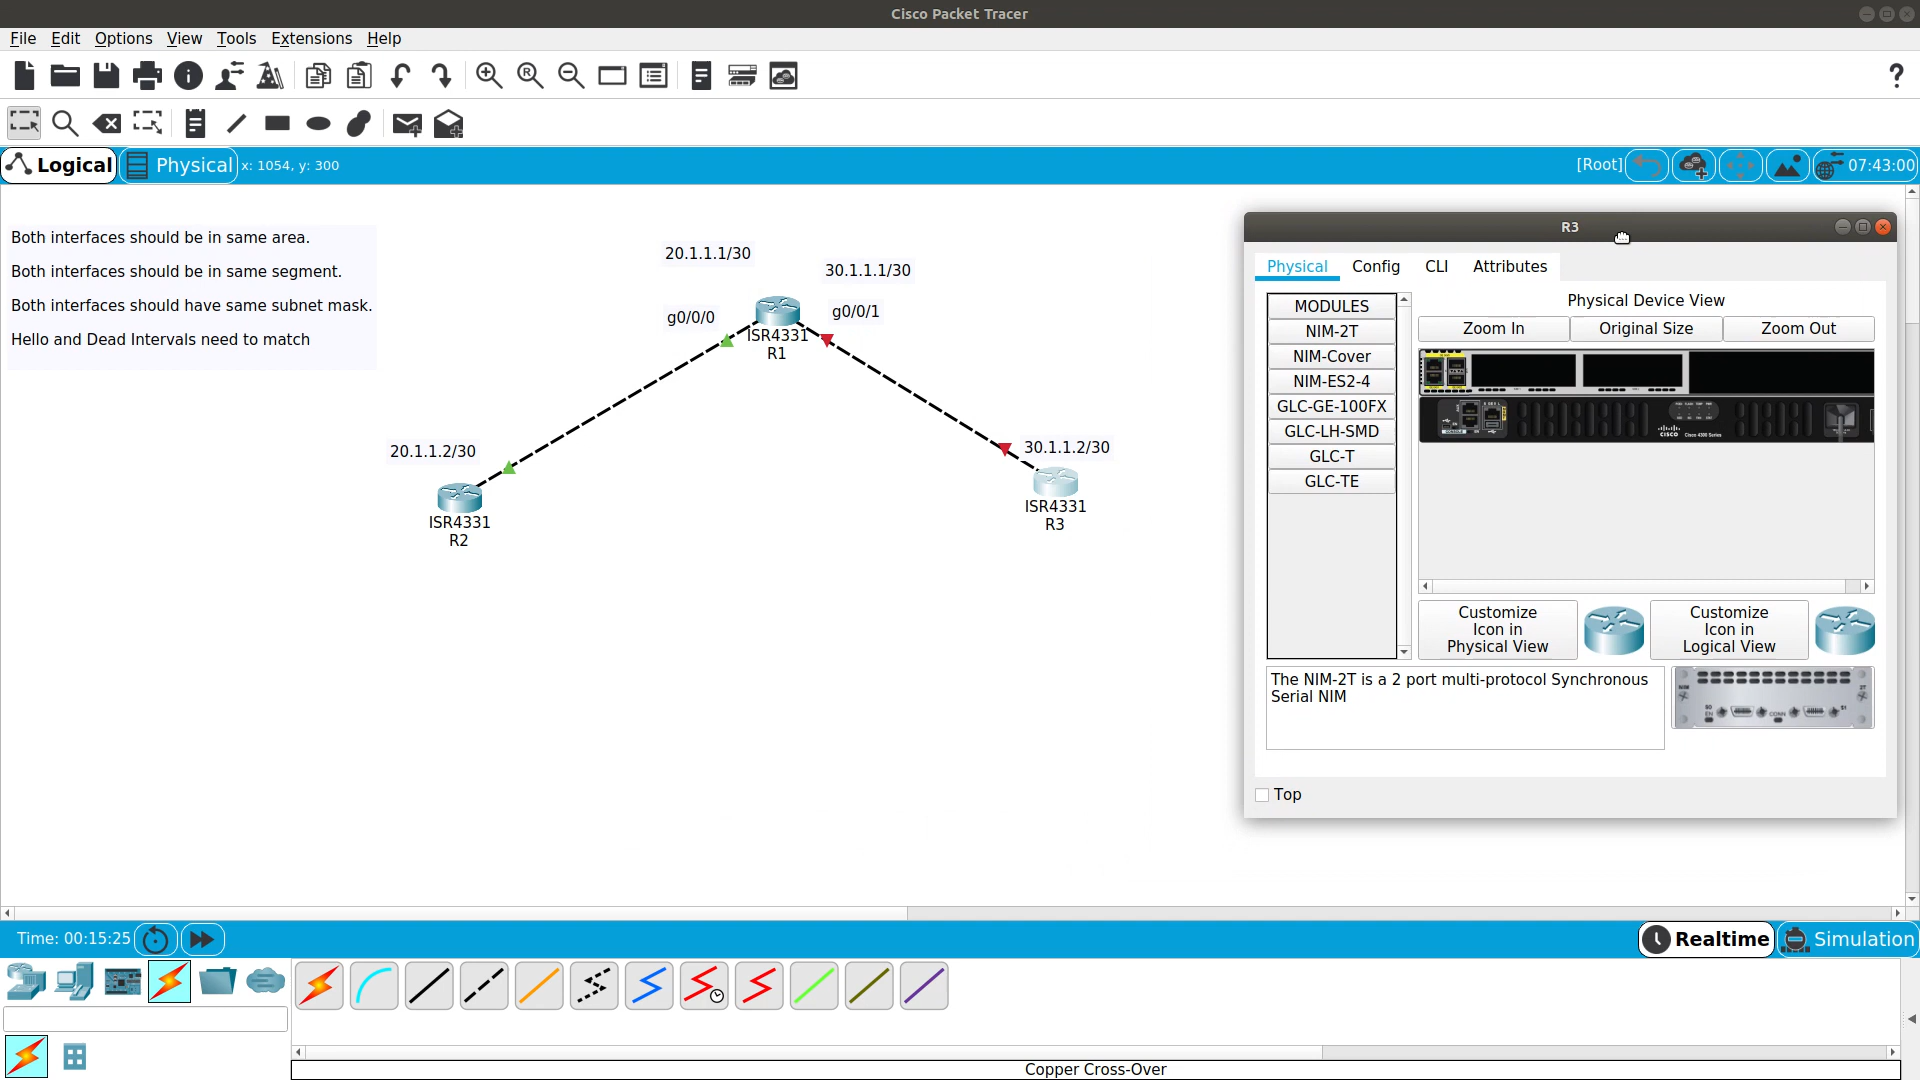 Cisco Packet Tracer
File Edit Options View Tools Extensions Help
Logical Physical x: 1054, y: 300 [Root] 07:43:00
Both interfaces should be in same area.
Both interfaces should be in same segment.
Both interfaces should have same subnet mask.
Hello and Dead Intervals need to match
20.1.1.1/30
30.1.1.1/30
g0/0/0
g0/0/1
ISR4331
R1
20.1.1.2/30
30.1.1.2/30
ISR4331
R2
ISR4331
R3
R3
Physical Config CLI Attributes
MODULES
NIM-2T
NIM-Cover
NIM-ES2-4
GLC-GE-100FX
GLC-LH-SMD
GLC-T
GLC-TE
Physical Device View
Zoom In Original Size Zoom Out
CISCO Cisco 4300 Series
Customize
Icon in
Physical View
Customize
Icon in
Logical View
The NIM-2T is a 2 port multi-protocol Synchronous
Serial NIM
Top
Time: 00:15:25 Realtime Simulation
Copper Cross-Over